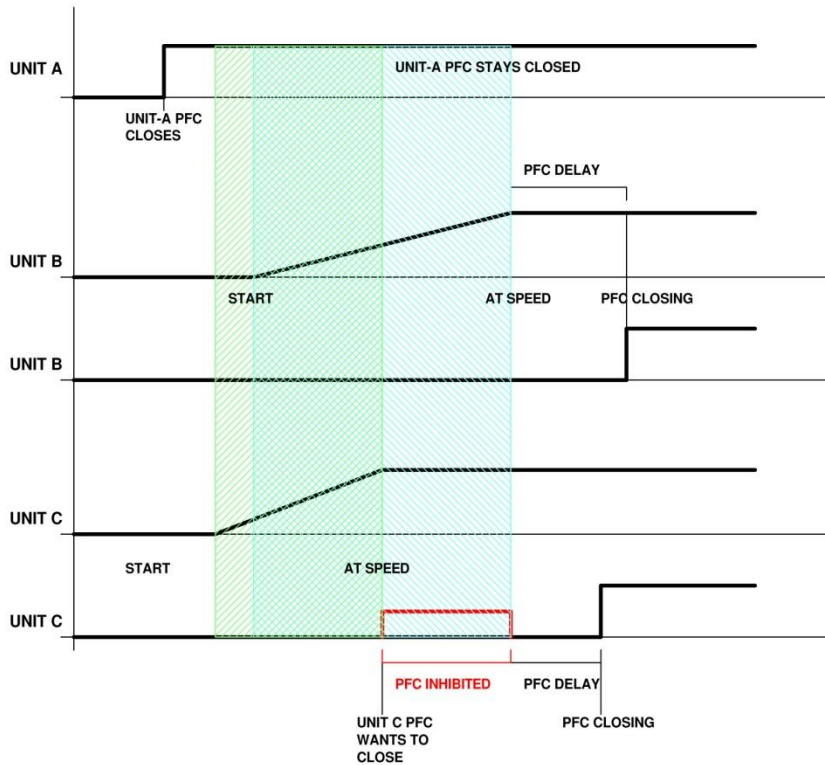 UNIT A
UNIT-A PFC STAYS CLOSED
UNIT-A PFC
CLOSES
PFC DELAY
UNIT B
START
AT SPEED
PFC CLOSING
UNIT B
UNIT C
START
AT SPEED
UNIT C
PFC INHIBITED
PFC DELAY
UNIT C PFC
WANTS TO
CLOSE
PFC CLOSING